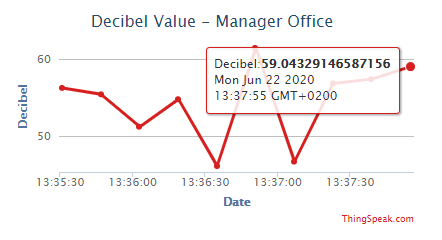 Decibel Value - Manager Office
Decibel:59.04329146587156
Mon Jun 22 2020
13:37:55 GMT+0200
60
50
Decibel
13:35:30 13:36:00 13:36:30 13:37:00 13:37:30
Date
ThingSpeak.com